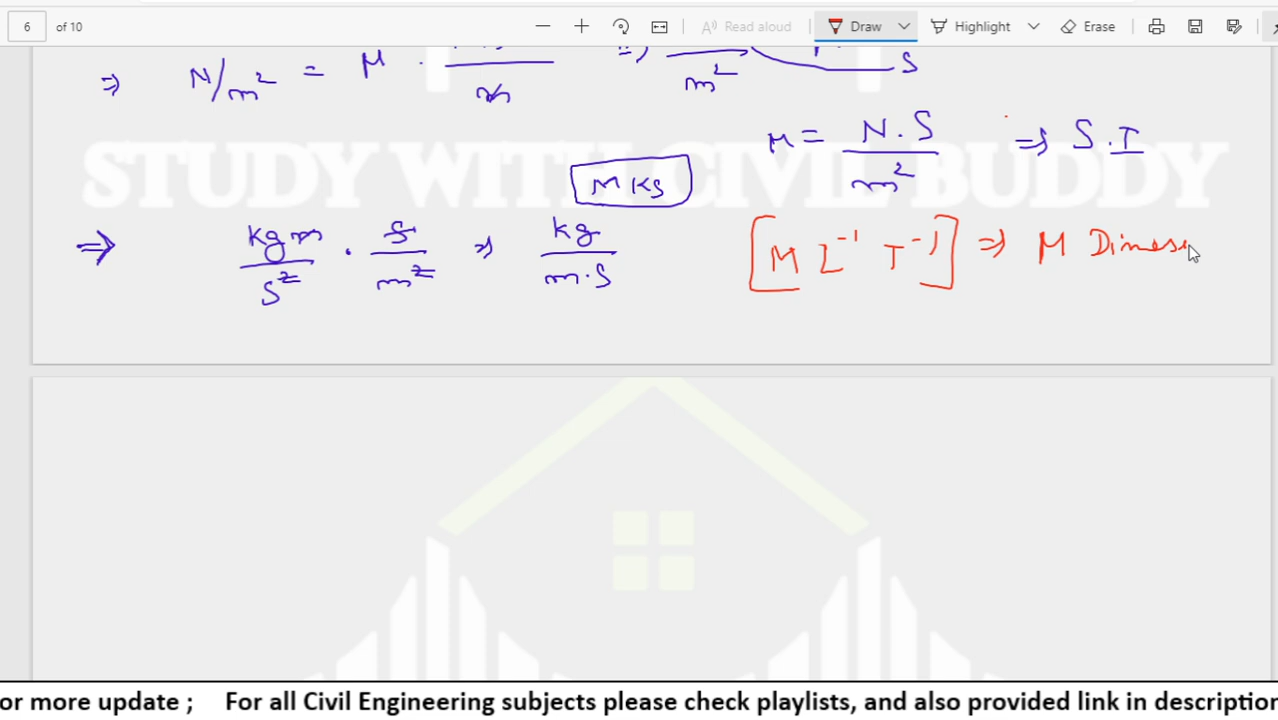 6 of 10 Read aloud Draw Highlight Erase
⇒ N/m² = μ .
m m² S
μ = N.S / m² ⇒ S.I
STUDY WITH CIVIL BUDDY
MKS
⇒ kg m / s² . s / m² ⇒ kg / m.s [M L⁻¹ T⁻¹] ⇒ μ Dimes
or more update ; For all Civil Engineering subjects please check playlists, and also provided link in description